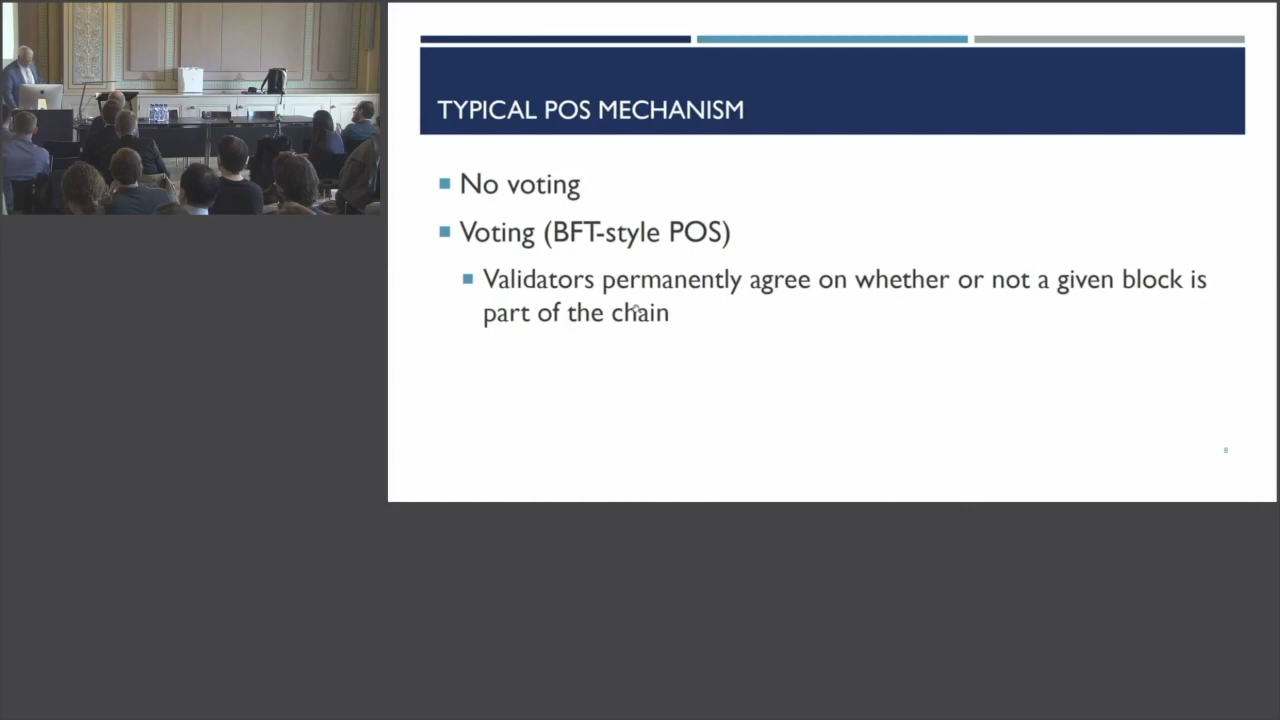 TYPICAL POS MECHANISM
No voting
Voting (BFT-style POS)
Validators permanently agree on whether or not a given block is
part of the chain
8